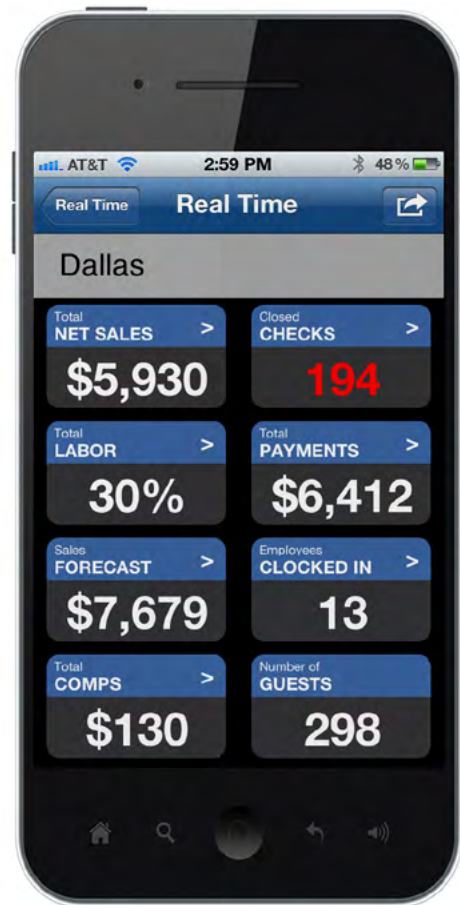 AT&T 2:59 PM 48%
Real Time Real Time
Dallas
Total
NET SALES >
$5,930
Closed
CHECKS >
194
Total
LABOR >
30%
Total
PAYMENTS >
$6,412
Sales
FORECAST >
$7,679
Employees
CLOCKED IN >
13
Total
COMPS >
$130
Number of
GUESTS
298